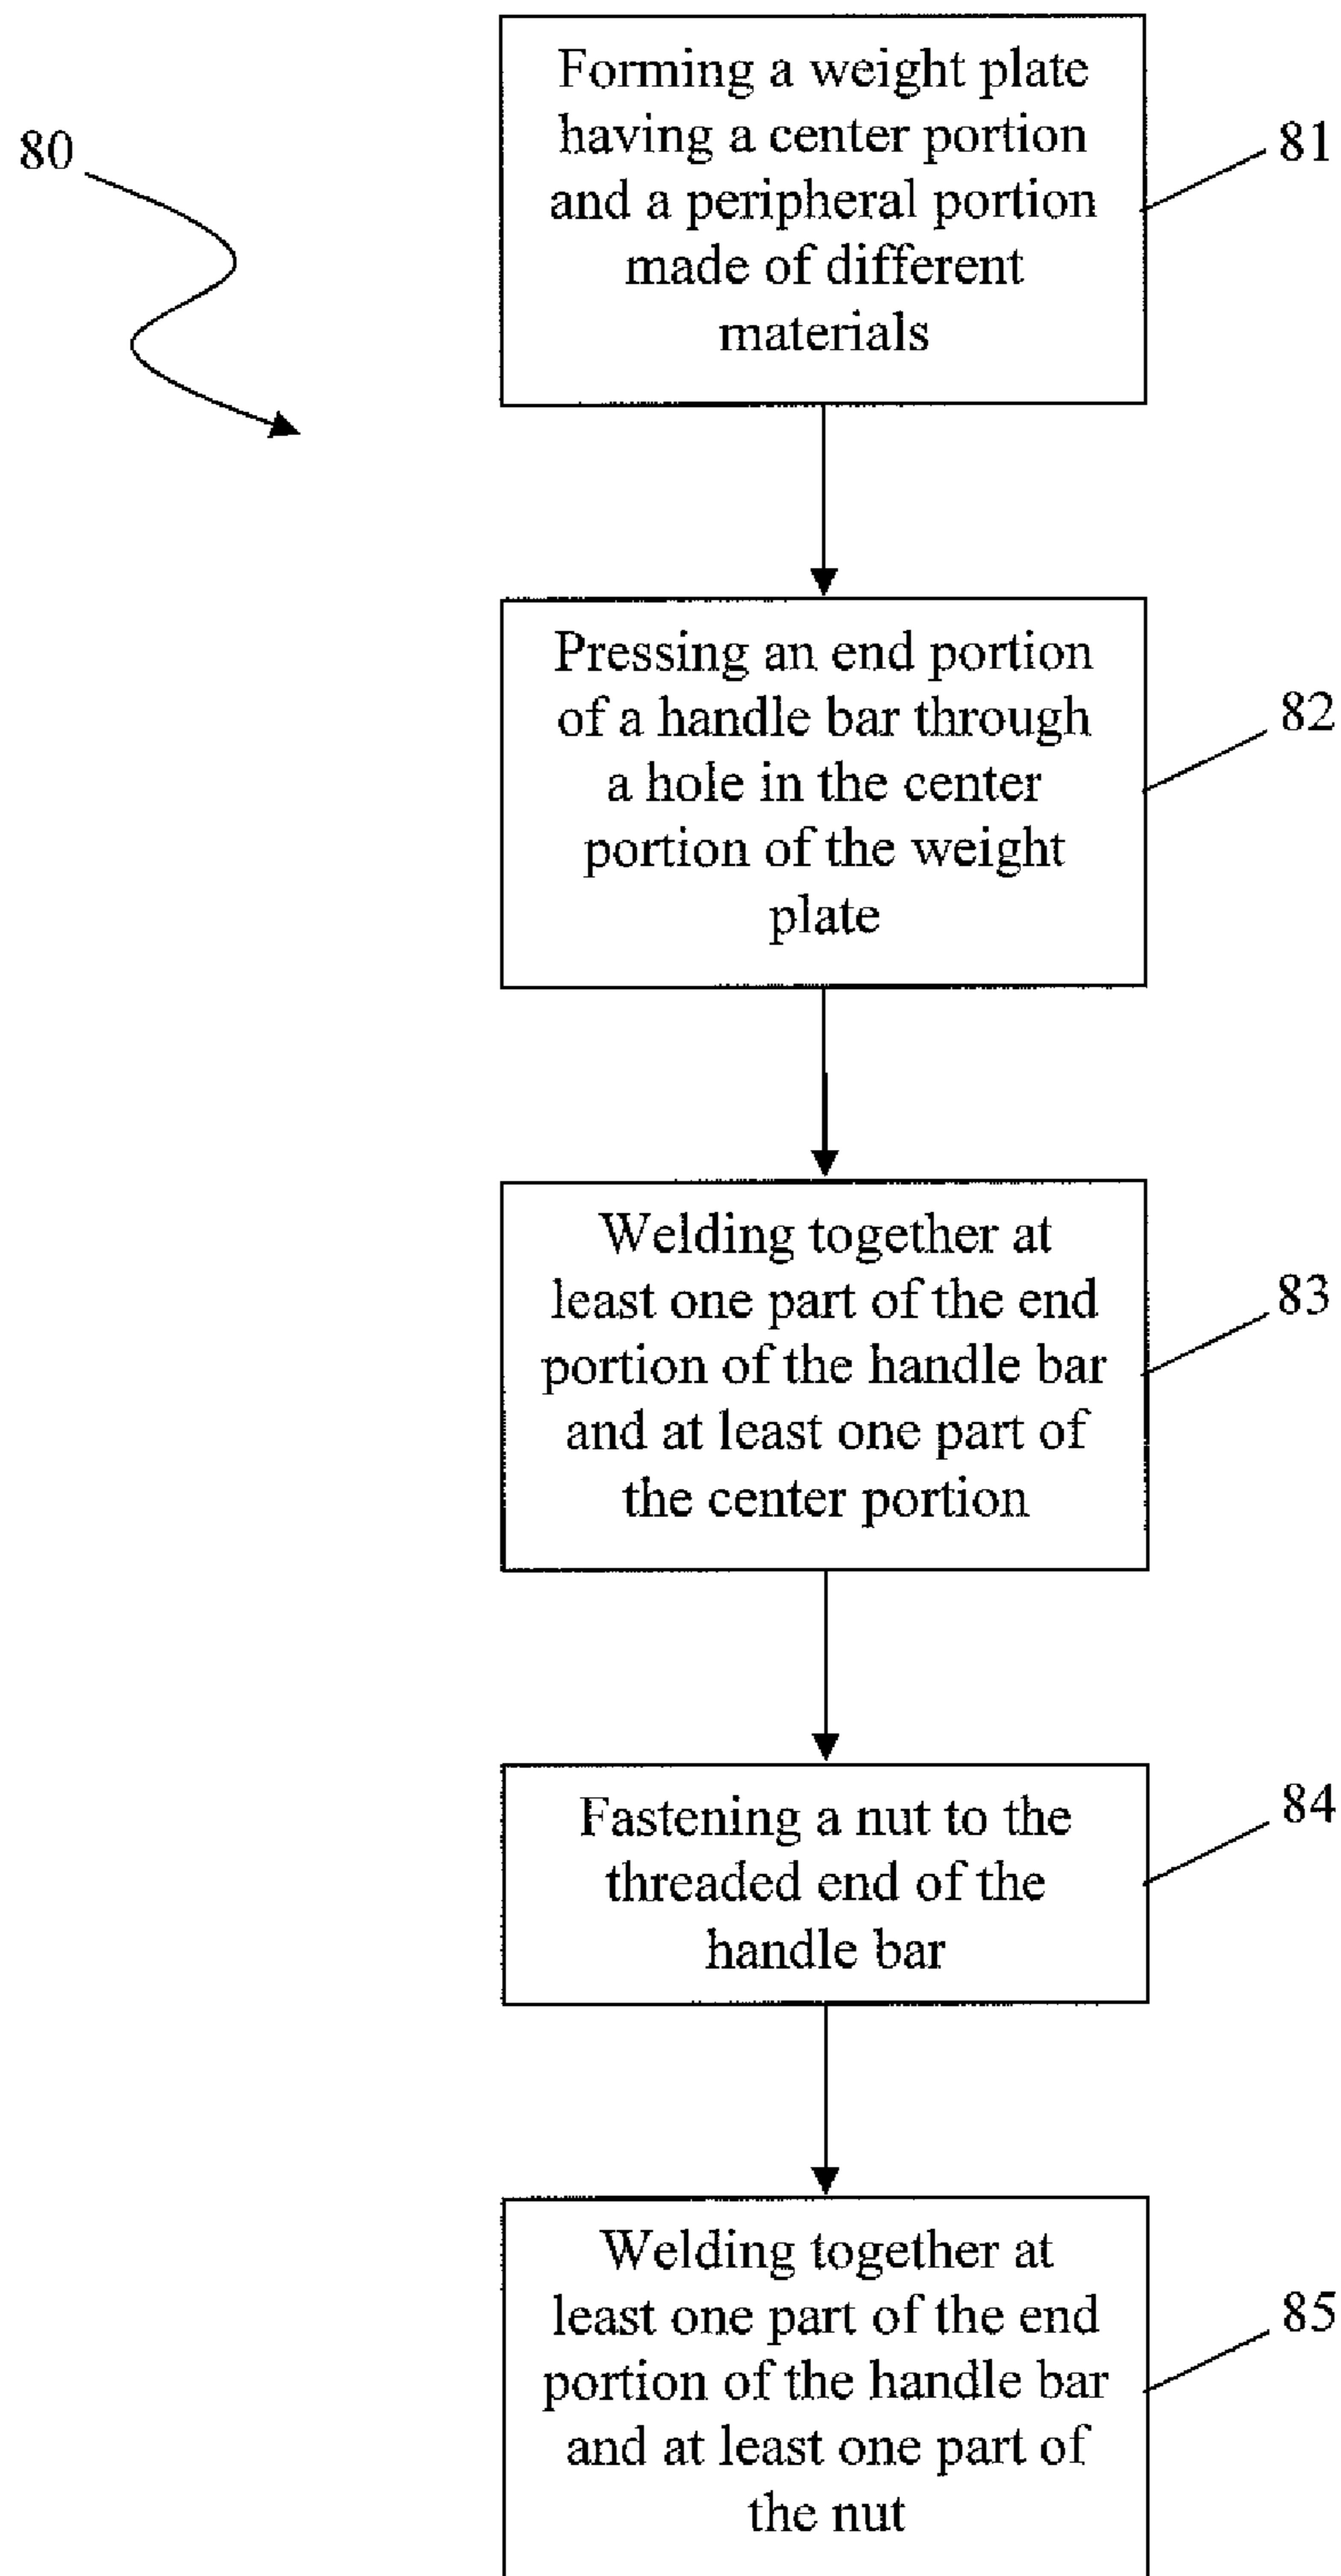 80
Forming a weight plate
having a center portion
and a peripheral portion
made of different
materials
81
Pressing an end portion
of a handle bar through
a hole in the center
portion of the weight
plate
82
Welding together at
least one part of the end
portion of the handle bar
and at least one part of
the center portion
83
Fastening a nut to the
threaded end of the
handle bar
84
Welding together at
least one part of the end
portion of the handle bar
and at least one part of
the nut
85